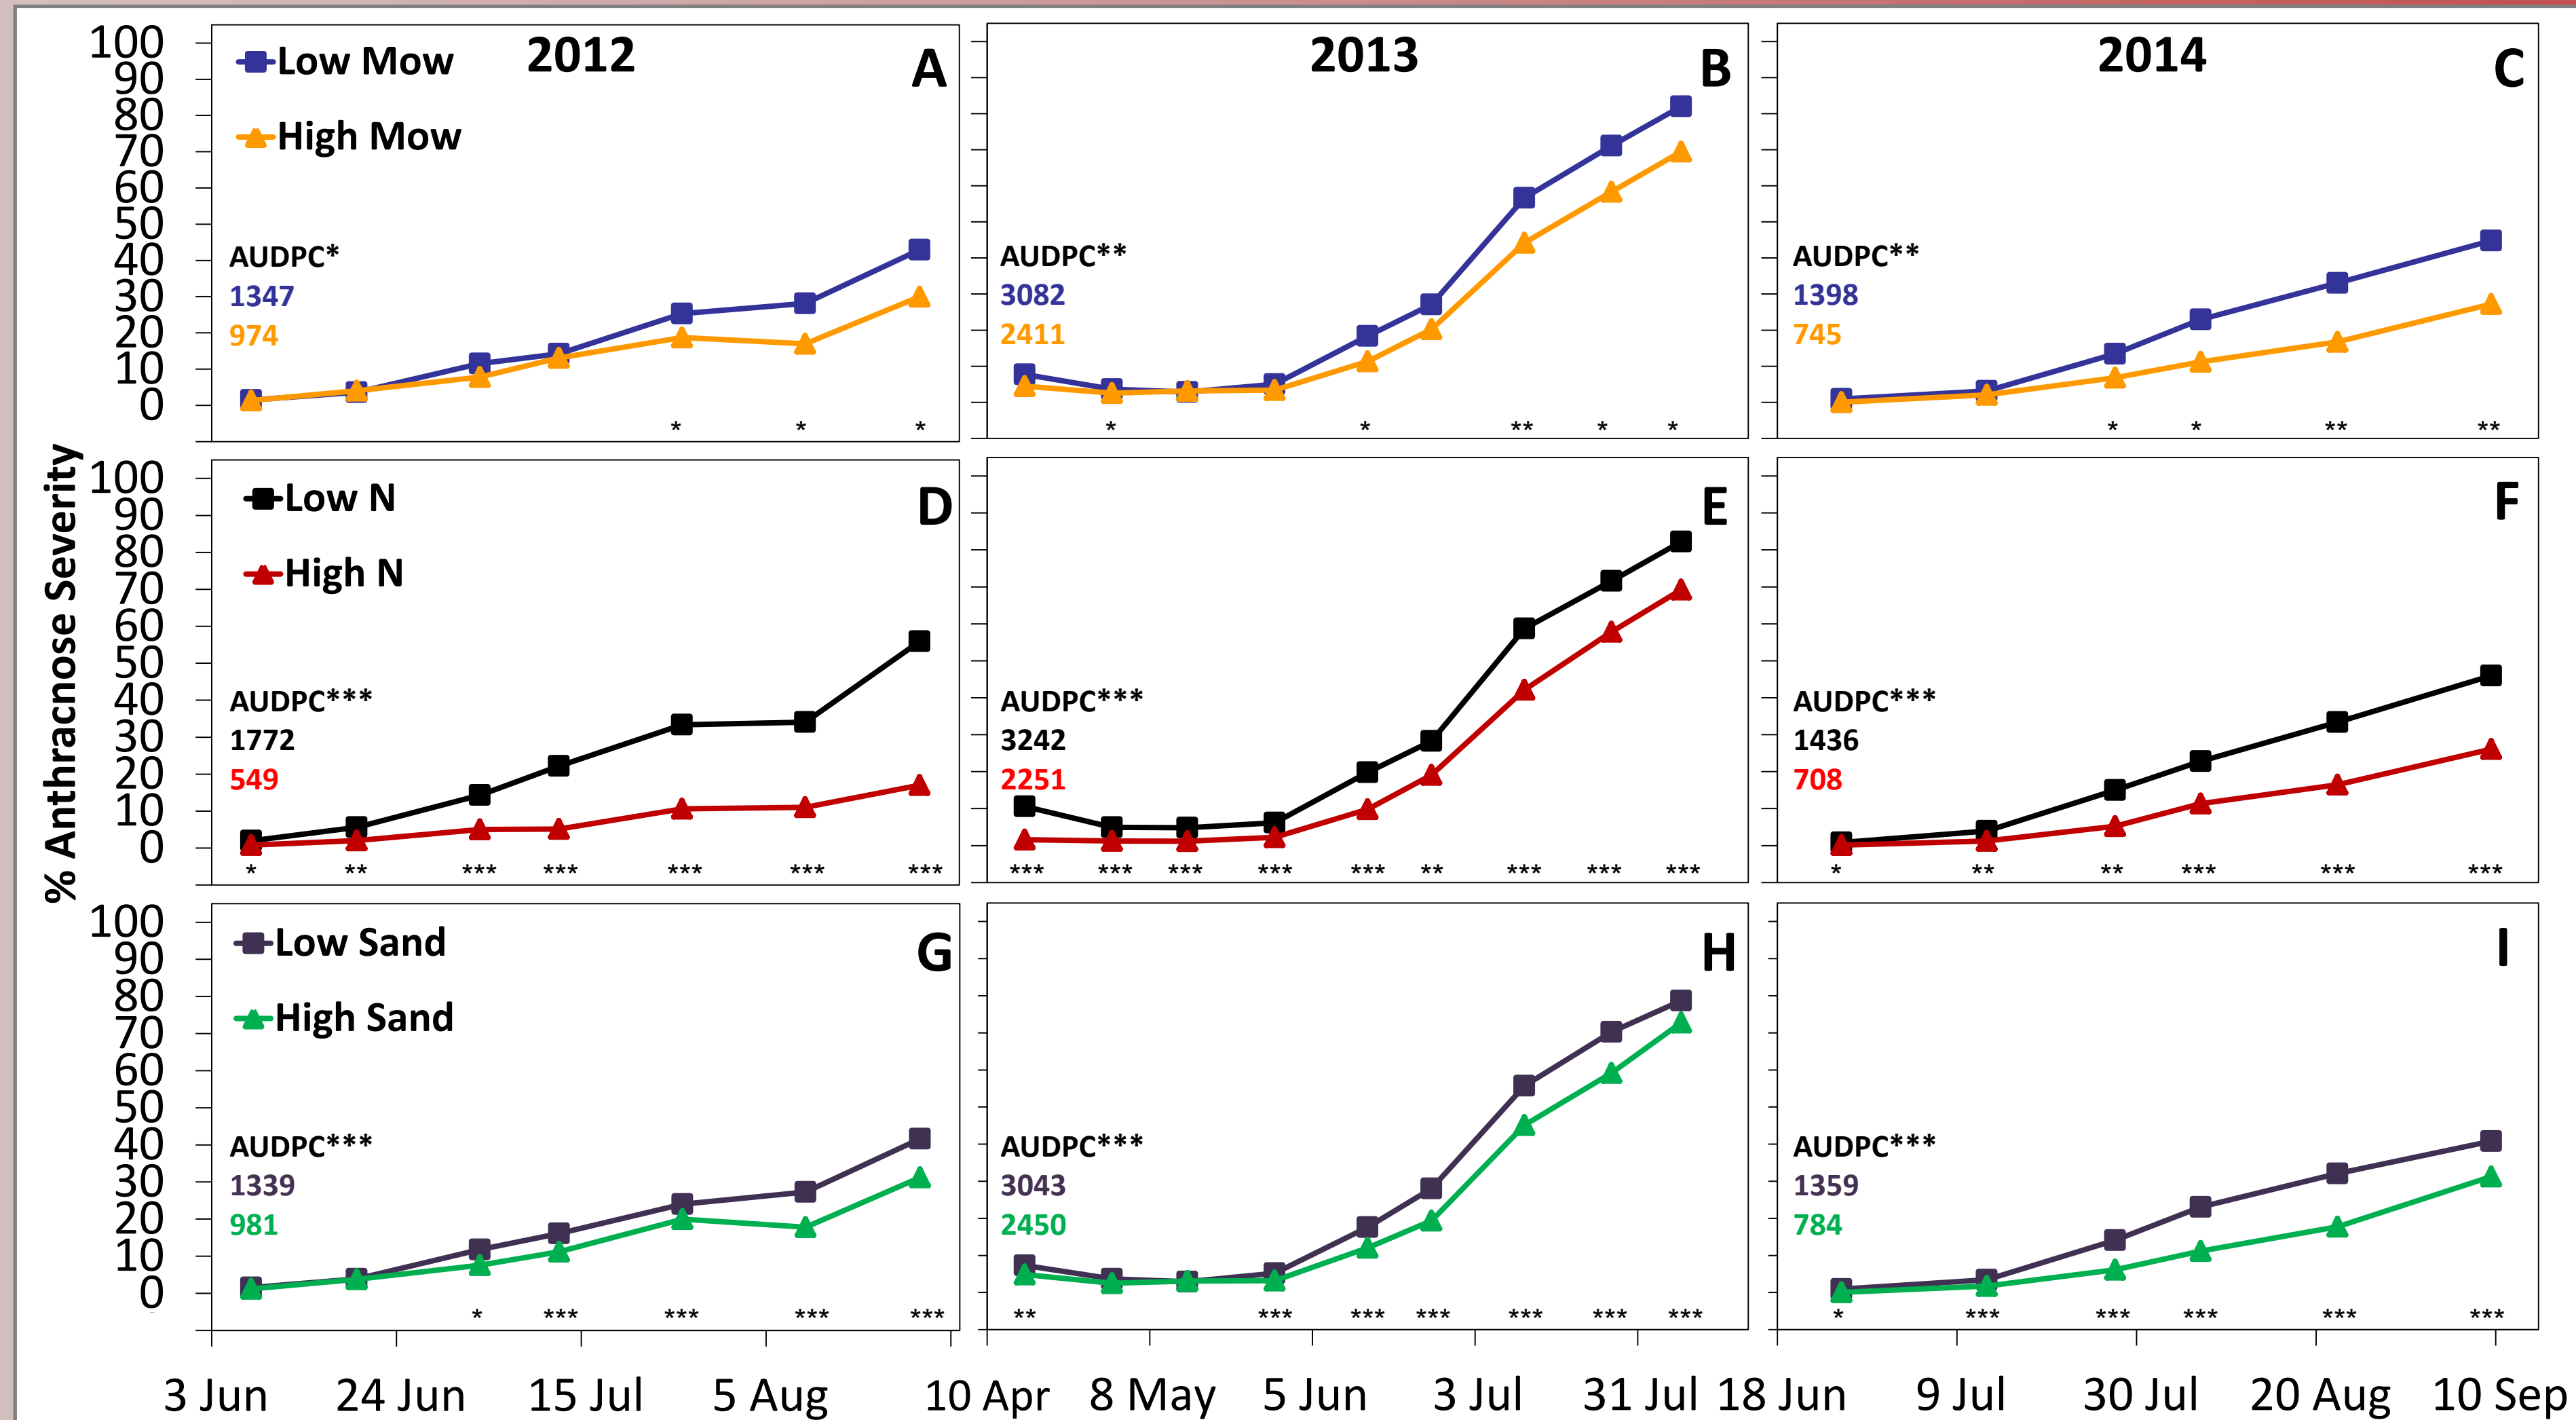 % Anthracnose Severity
2012
A
Low Mow
High Mow
100
90
80
70
60
50
40
30
20
10
0
AUDPC*
1347
974
* * *
2013
B
AUDPC**
3082
2411
* * ** * *
2014
C
AUDPC**
1398
745
* * ** **
D
Low N
High N
100
90
80
70
60
50
40
30
20
10
0
AUDPC***
1772
549
* ** *** *** *** *** ***
E
AUDPC***
3242
2251
*** *** *** *** *** ** *** *** ***
F
AUDPC***
1436
708
* ** ** *** *** ***
G
Low Sand
High Sand
100
90
80
70
60
50
40
30
20
10
0
AUDPC***
1339
981
* *** *** *** ***
H
AUDPC***
3043
2450
** *** *** *** *** *** ***
I
AUDPC***
1359
784
* *** *** *** *** ***
3 Jun 24 Jun 15 Jul 5 Aug 10 Apr 8 May 5 Jun 3 Jul 31 Jul 18 Jun 9 Jul 30 Jul 20 Aug 10 Sep